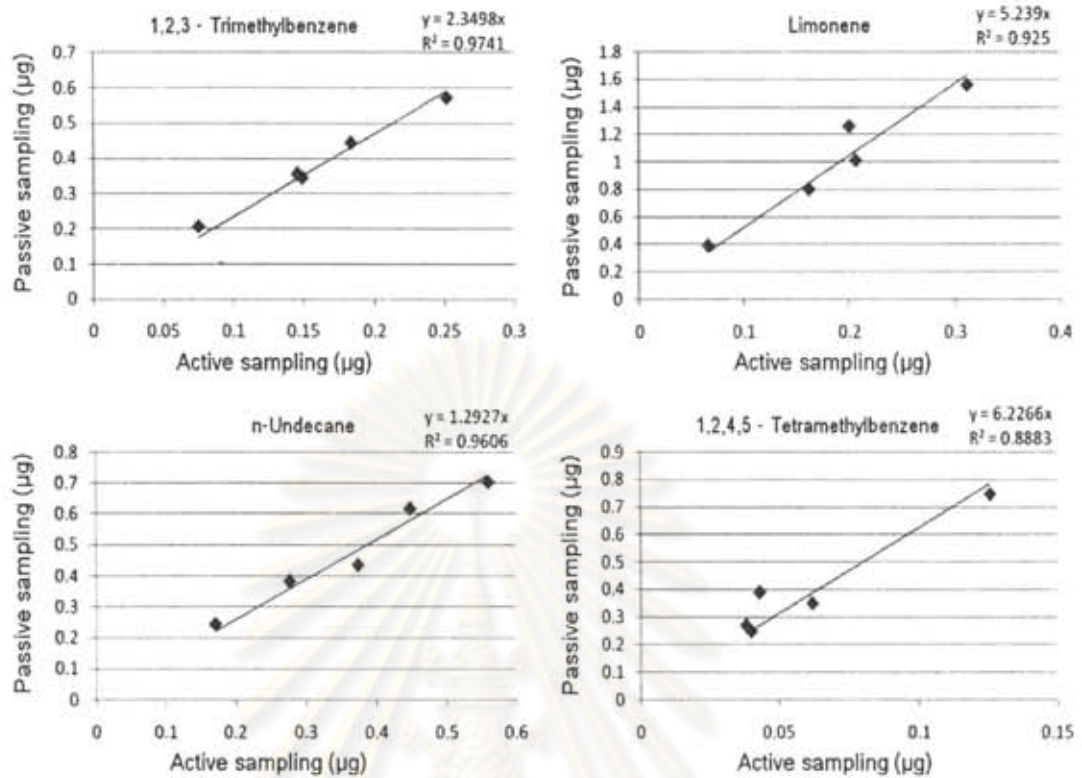 1,2,3 - Trimethylbenzene
y = 2.3498x
R² = 0.9741
Passive sampling (µg)
0.7
0.6
0.5
0.4
0.3
0.2
0.1
0
0 0.05 0.1 0.15 0.2 0.25 0.3
Active sampling (µg)
Limonene
y = 5.239x
R² = 0.925
Passive sampling (µg)
1.8
1.6
1.4
1.2
1
0.8
0.6
0.4
0.2
0
0 0.1 0.2 0.3 0.4
Active sampling (µg)
n-Undecane
y = 1.2927x
R² = 0.9606
Passive sampling (µg)
0.8
0.7
0.6
0.5
0.4
0.3
0.2
0.1
0
0 0.1 0.2 0.3 0.4 0.5 0.6
Active sampling (µg)
1,2,4,5 - Tetramethylbenzene
y = 6.2266x
R² = 0.8883
Passive sampling (µg)
0.9
0.8
0.7
0.6
0.5
0.4
0.3
0.2
0.1
0
0 0.05 0.1 0.15
Active sampling (µg)